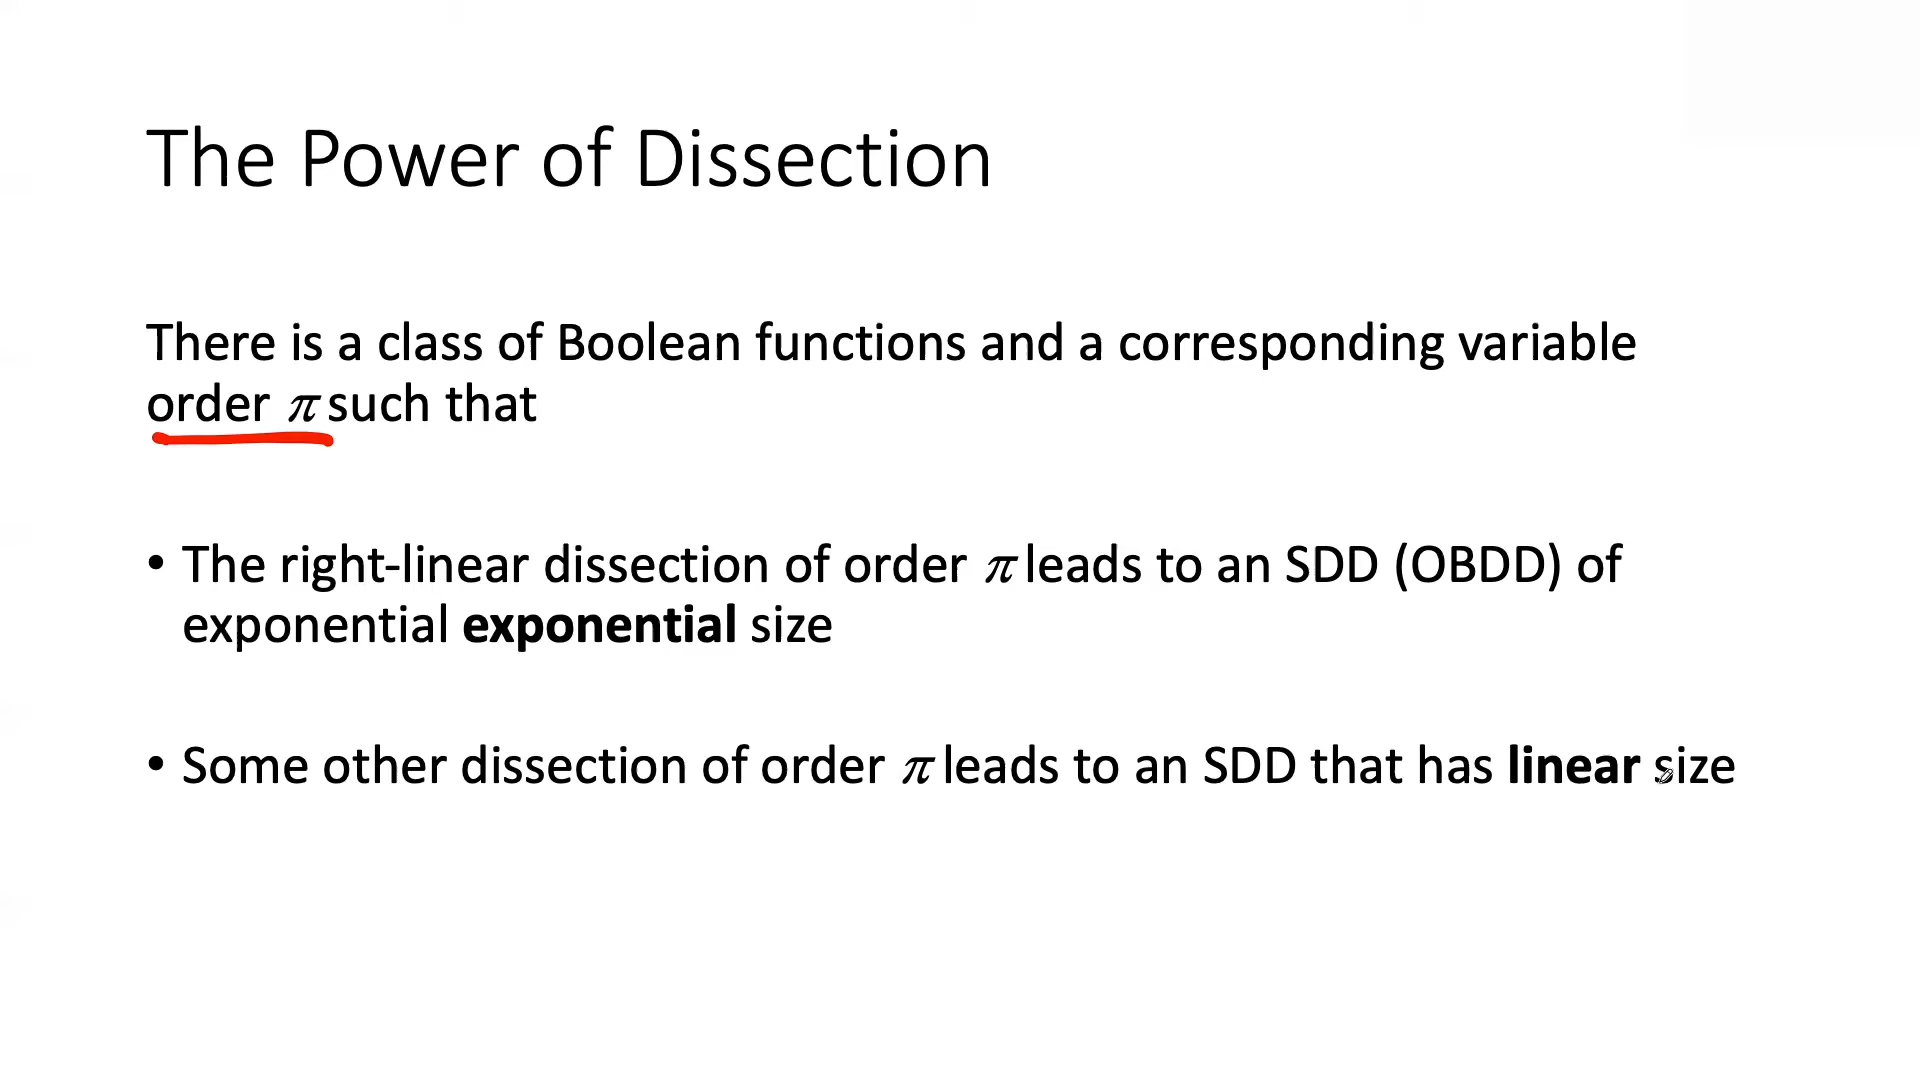 The Power of Dissection
There is a class of Boolean functions and a corresponding variable
order π such that
• The right-linear dissection of order π leads to an SDD (OBDD) of
exponential exponential size
• Some other dissection of order π leads to an SDD that has linear size